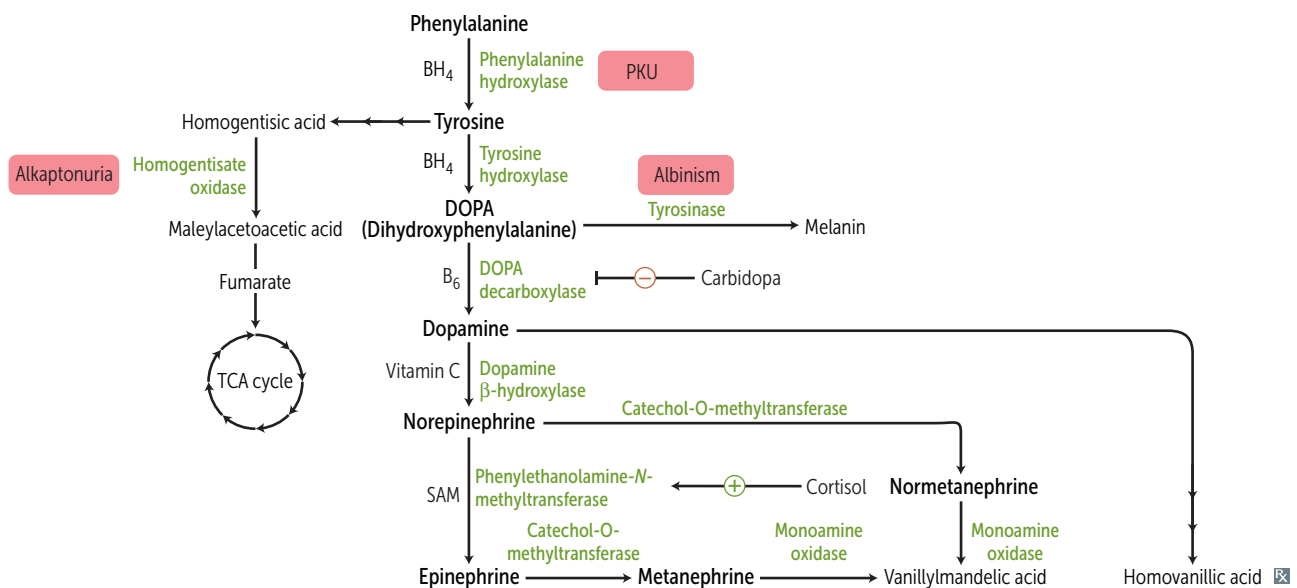 Phenylalanine
BH4
Phenylalanine
hydroxylase
PKU
Homogentisic acid
Tyrosine
Alkaptonuria
Homogentisate
oxidase
BH4
Tyrosine
hydroxylase
Albinism
Tyrosinase
Maleylacetoacetic acid
DOPA
(Dihydroxyphenylalanine)
Melanin
Fumarate
B6
DOPA
decarboxylase
−
Carbidopa
Dopamine
TCA cycle
Vitamin C
Dopamine
β-hydroxylase
Norepinephrine
Catechol-O-methyltransferase
SAM
Phenylethanolamine-N-
methyltransferase
+
Cortisol
Normetanephrine
Catechol-O-
methyltransferase
Monoamine
oxidase
Monoamine
oxidase
Epinephrine
Metanephrine
Vanillylmandelic acid
Homovanillic acid
Rx